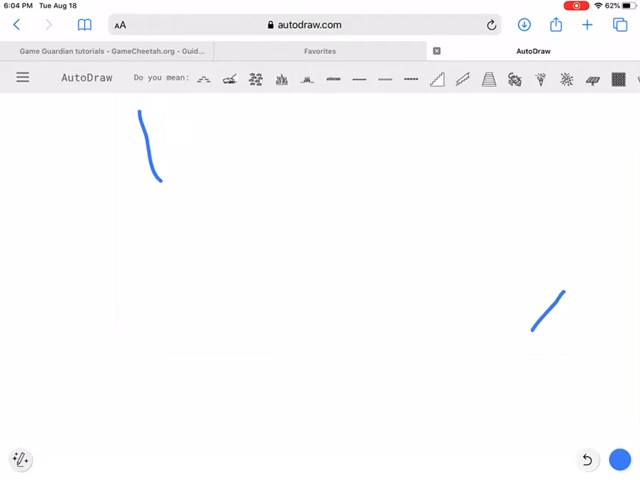 6:04 PM Tue Aug 18 62%
AA autodraw.com
Game Guardian tutorials - GameCheetah.org - Guid... Favorites AutoDraw
AutoDraw Do you mean: